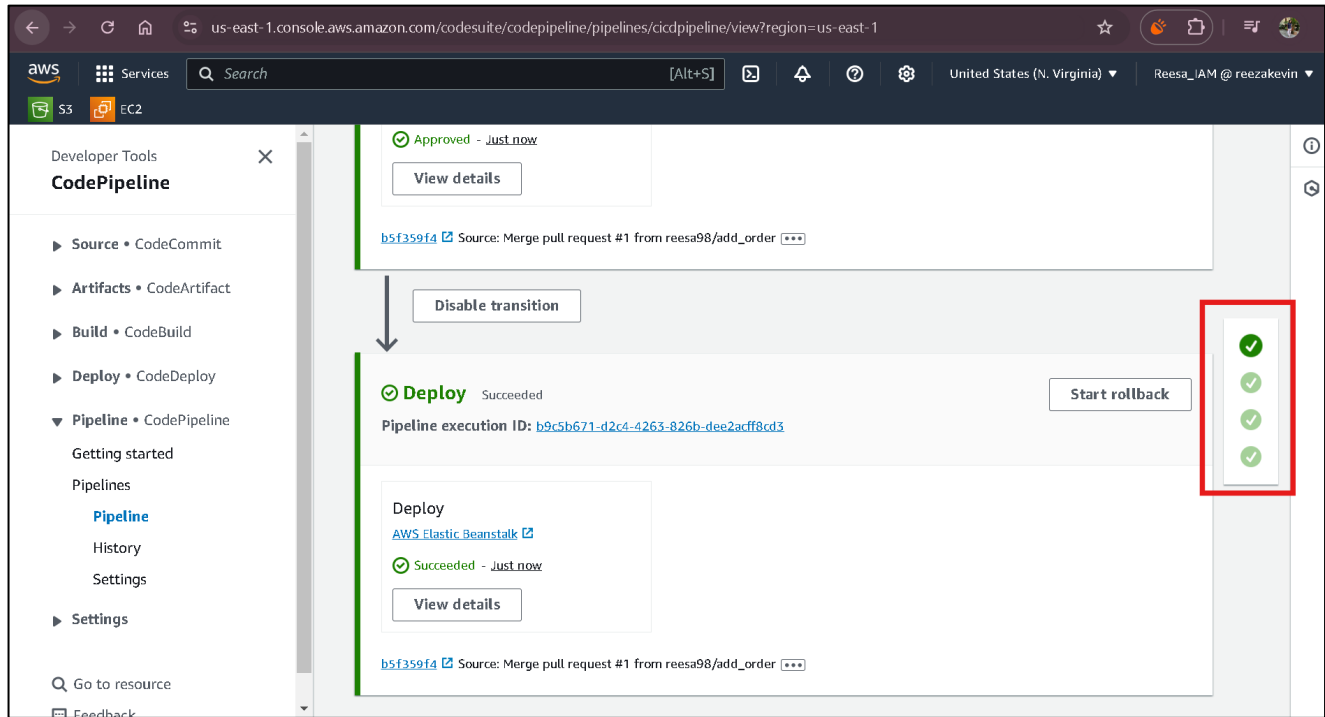 us-east-1.console.aws.amazon.com/codesuite/codepipeline/pipelines/cicdpipeline/view?region=us-east-1
aws Services Search [Alt+S] United States (N. Virginia) ▼ Reesa_IAM @ reezakevin ▼
S3 EC2
Developer Tools
CodePipeline
Source • CodeCommit
Artifacts • CodeArtifact
Build • CodeBuild
Deploy • CodeDeploy
Pipeline • CodePipeline
Getting started
Pipelines
Pipeline
History
Settings
Settings
Go to resource
Feedback
Approved - Just now
View details
b5f359f4 Source: Merge pull request #1 from reesa98/add_order
Disable transition
Deploy Succeeded
Start rollback
Pipeline execution ID: b9c5b671-d2c4-4263-826b-dee2acff8cd3
Deploy
AWS Elastic Beanstalk
Succeeded - Just now
View details
b5f359f4 Source: Merge pull request #1 from reesa98/add_order